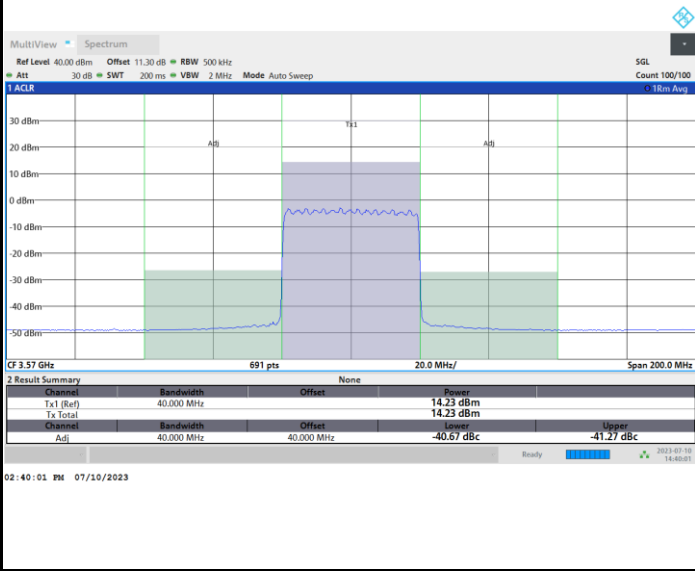 MultiView Spectrum
Ref Level 40.00 dBm Offset 11.30 dB RBW 500 kHz SGL
Att 30 dB SWT 200 ms VBW 2 MHz Mode Auto Sweep Count 100/100
1 ACLR 1Rm Avg
30 dBm
Tx1
20 dBm
Adj Adj
10 dBm
0 dBm
-10 dBm
-20 dBm
-30 dBm
-40 dBm
-50 dBm
CF 3.57 GHz 691 pts 20.0 MHz/ Span 200.0 MHz
2 Result Summary None
Channel Bandwidth Offset Power
Tx1 (Ref) 40.000 MHz 14.23 dBm
Tx Total 14.23 dBm
Channel Bandwidth Offset Lower Upper
Adj 40.000 MHz 40.000 MHz -40.67 dBc -41.27 dBc
Ready 2023-07-10
14:40:01
02:40:01 PM 07/10/2023